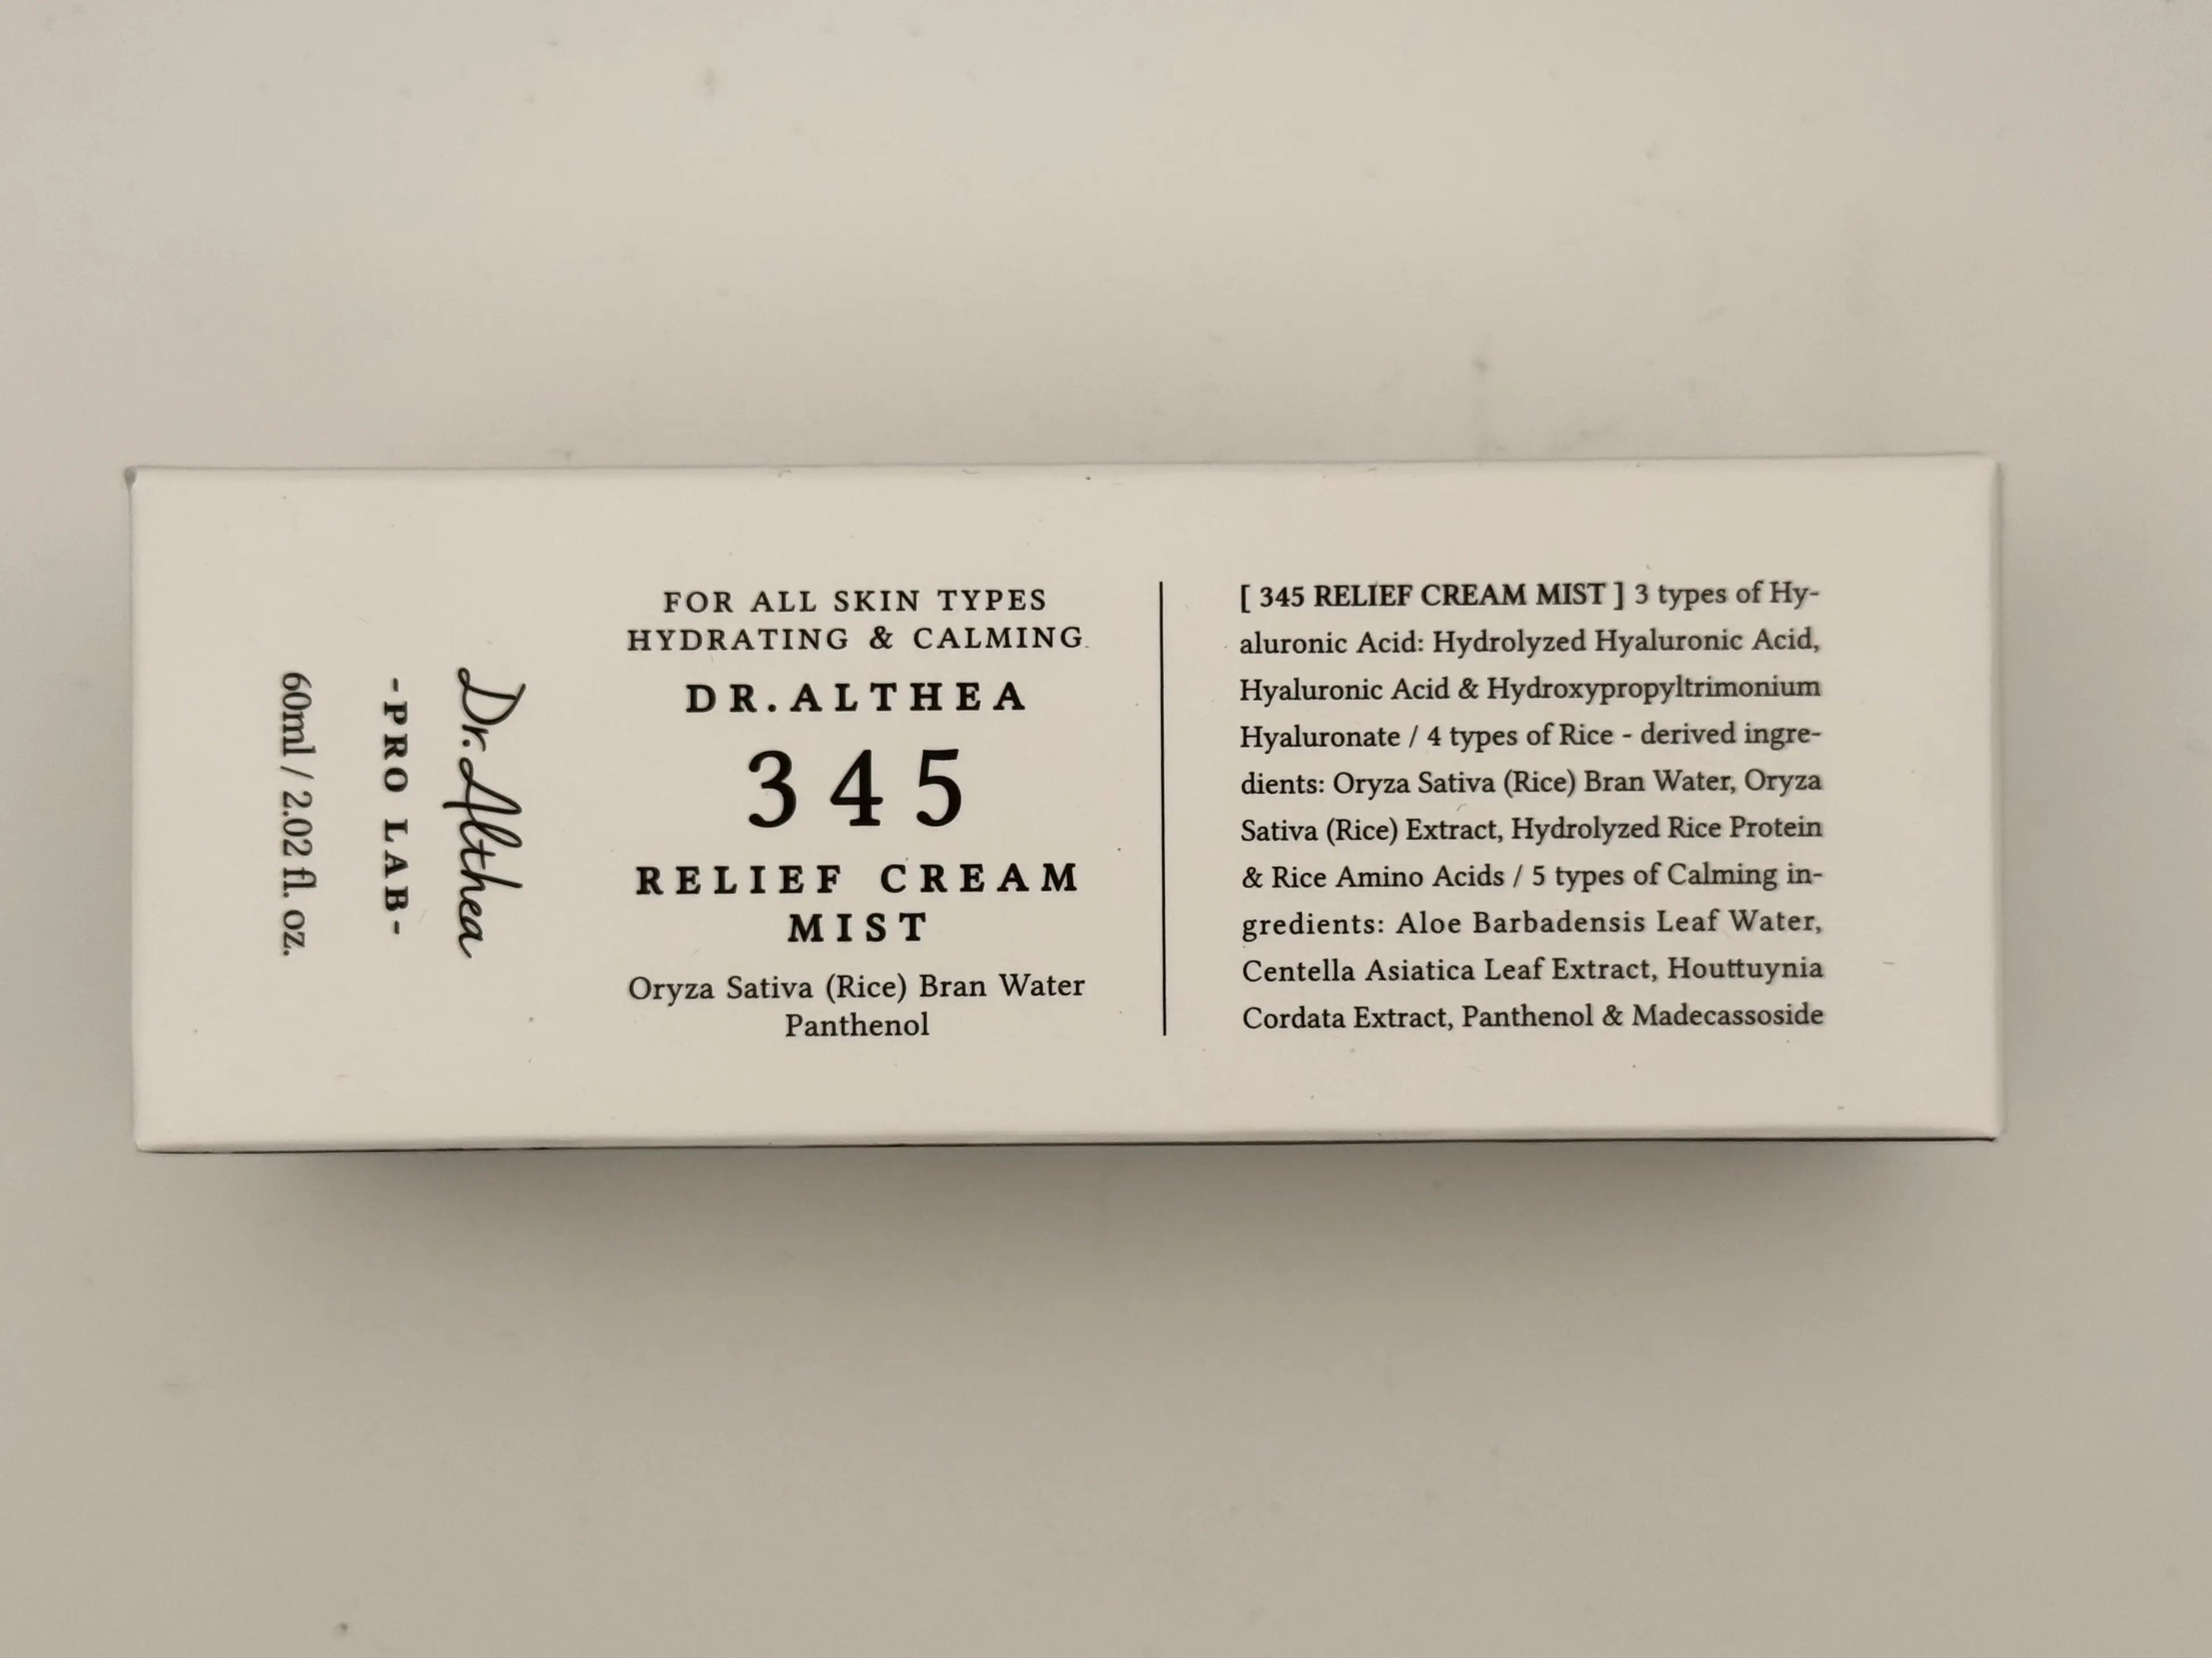 60ml / 2.02 fl. oz.
-PRO LAB-
Dr.Althea
FOR ALL SKIN TYPES
HYDRATING & CALMING
DR.ALTHEA
345
RELIEF CREAM
MIST
Oryza Sativa (Rice) Bran Water
Panthenol
[ 345 RELIEF CREAM MIST ] 3 types of Hy-
aluronic Acid: Hydrolyzed Hyaluronic Acid,
Hyaluronic Acid & Hydroxypropyltrimonium
Hyaluronate / 4 types of Rice - derived ingre-
dients: Oryza Sativa (Rice) Bran Water, Oryza
Sativa (Rice) Extract, Hydrolyzed Rice Protein
& Rice Amino Acids / 5 types of Calming in-
gredients: Aloe Barbadensis Leaf Water,
Centella Asiatica Leaf Extract, Houttuynia
Cordata Extract, Panthenol & Madecassoside